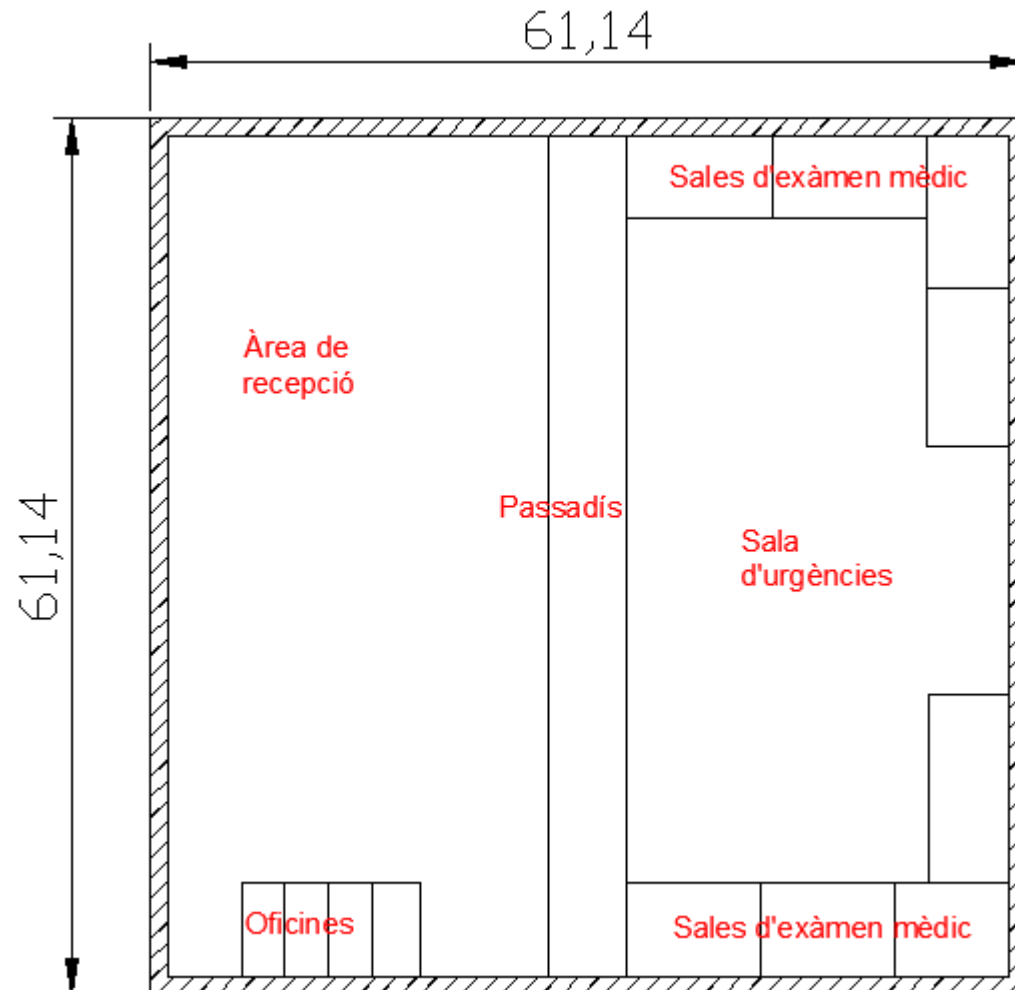 61,14
Sales d'exàmen mèdic
Àrea de
recepció
61,14
Passadís
Sala
d'urgències
Oficines
Sales d'exàmen mèdic